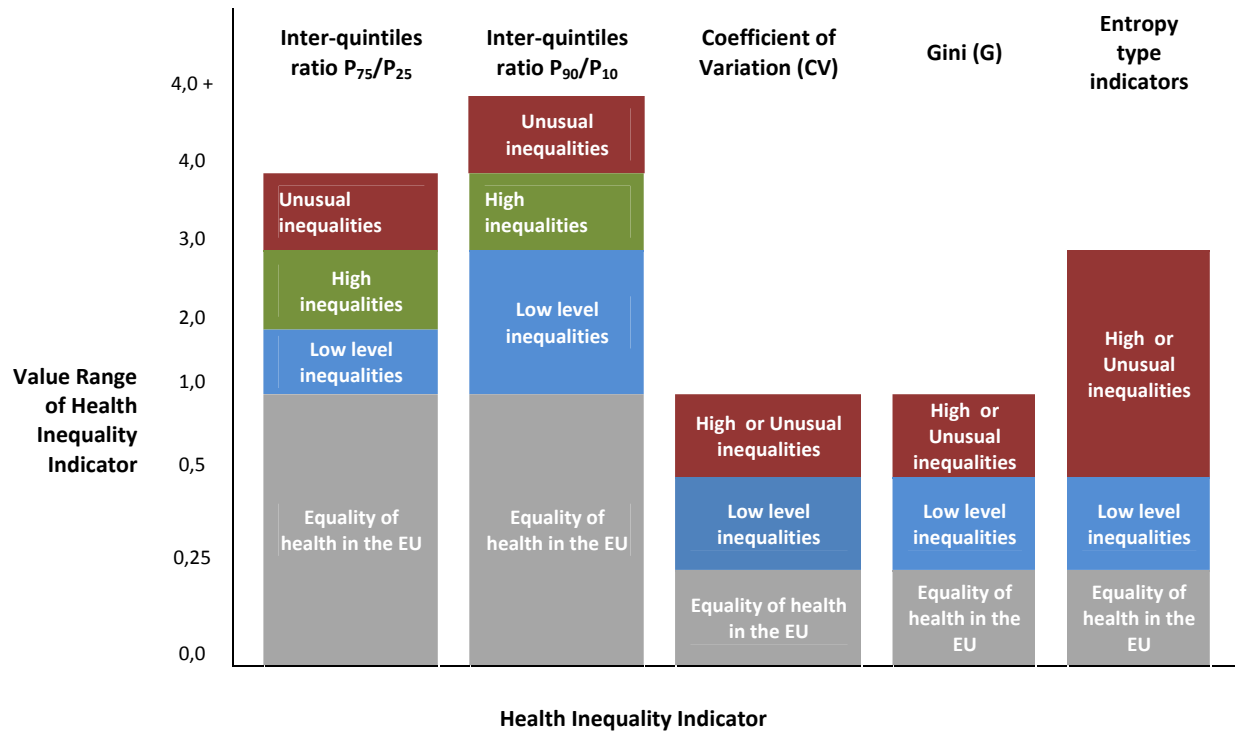 Inter-quintiles
ratio P₇₅/P₂₅
Inter-quintiles
ratio P₉₀/P₁₀
Coefficient of
Variation (CV)
Gini (G)
Entropy
type
indicators
4,0 +
4,0
3,0
2,0
1,0
0,5
0,25
0,0
Value Range
of Health
Inequality
Indicator
Unusual
inequalities
High
inequalities
Low level
inequalities
Equality of
health in the EU
Unusual
inequalities
High
inequalities
Low level
inequalities
Equality of
health in the EU
High or Unusual
inequalities
Low level
inequalities
Equality of health
in the EU
High or
Unusual
inequalities
Low level
inequalities
Equality of
health in the
EU
High or
Unusual
inequalities
Low level
inequalities
Equality of
health in the
EU
Health Inequality Indicator